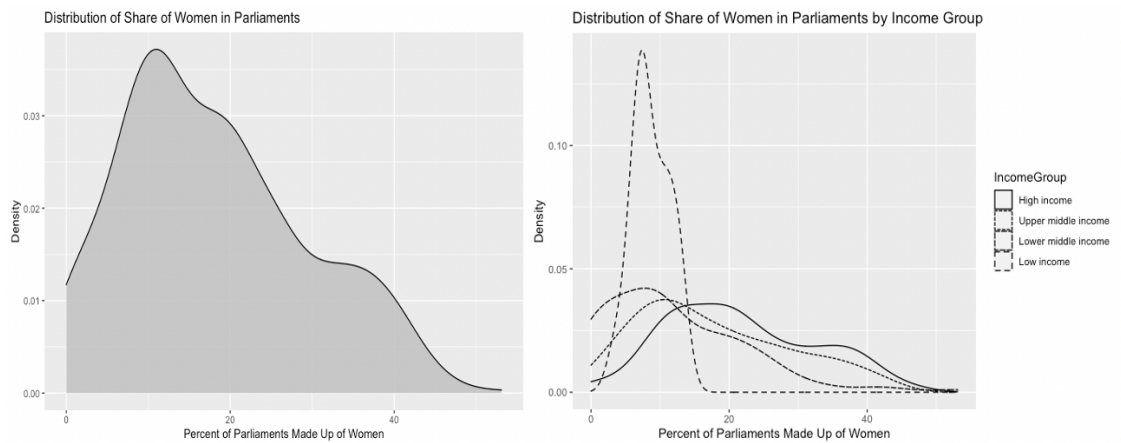 Distribution of Share of Women in Parliaments
0.03
0.02
0.01
0.00
Density
0
20
40
Percent of Parliaments Made Up of Women
Distribution of Share of Women in Parliaments by Income Group
0.10
0.05
0.00
Density
0
20
40
Percent of Parliaments Made Up of Women
IncomeGroup
High income
Upper middle income
Lower middle income
Low income